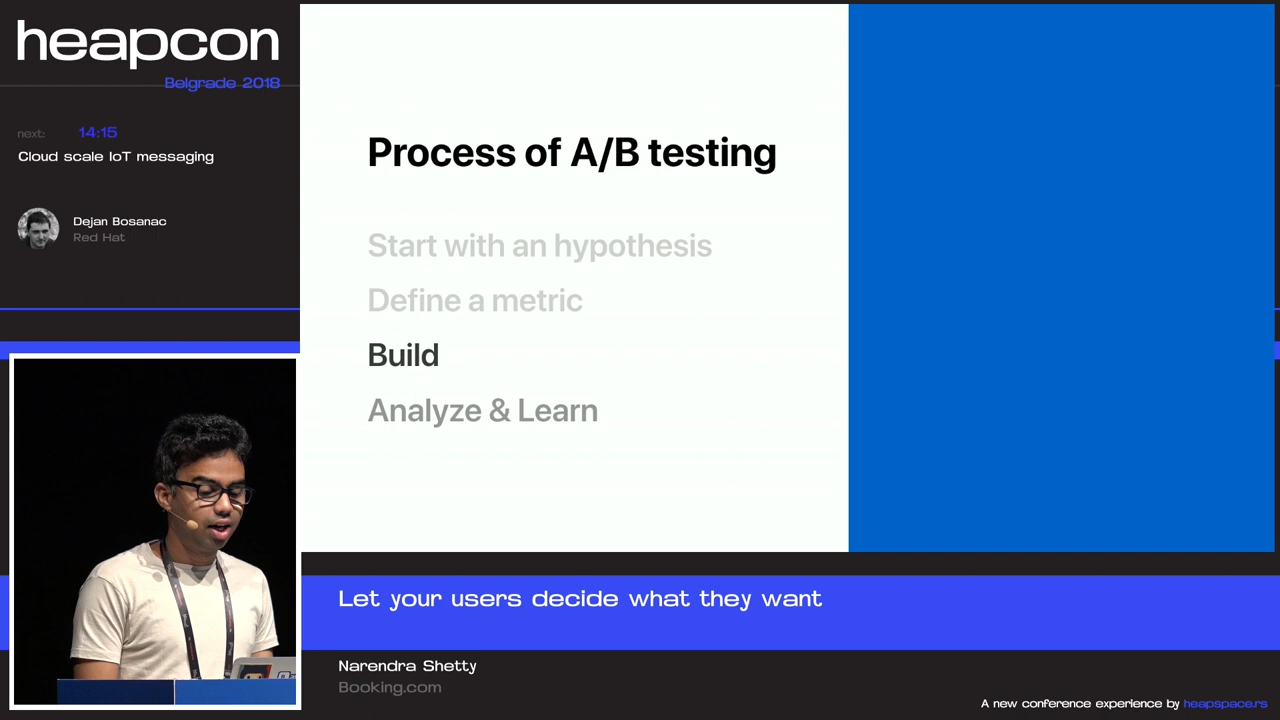 heapcon
Belgrade 2018
next: 14:15
Cloud scale IoT messaging
Dejan Bosanac
Red Hat
Process of A/B testing
Start with an hypothesis
Define a metric
Build
Analyze & Learn
Let your users decide what they want
Narendra Shetty
Booking.com
A new conference experience by heapspace.rs